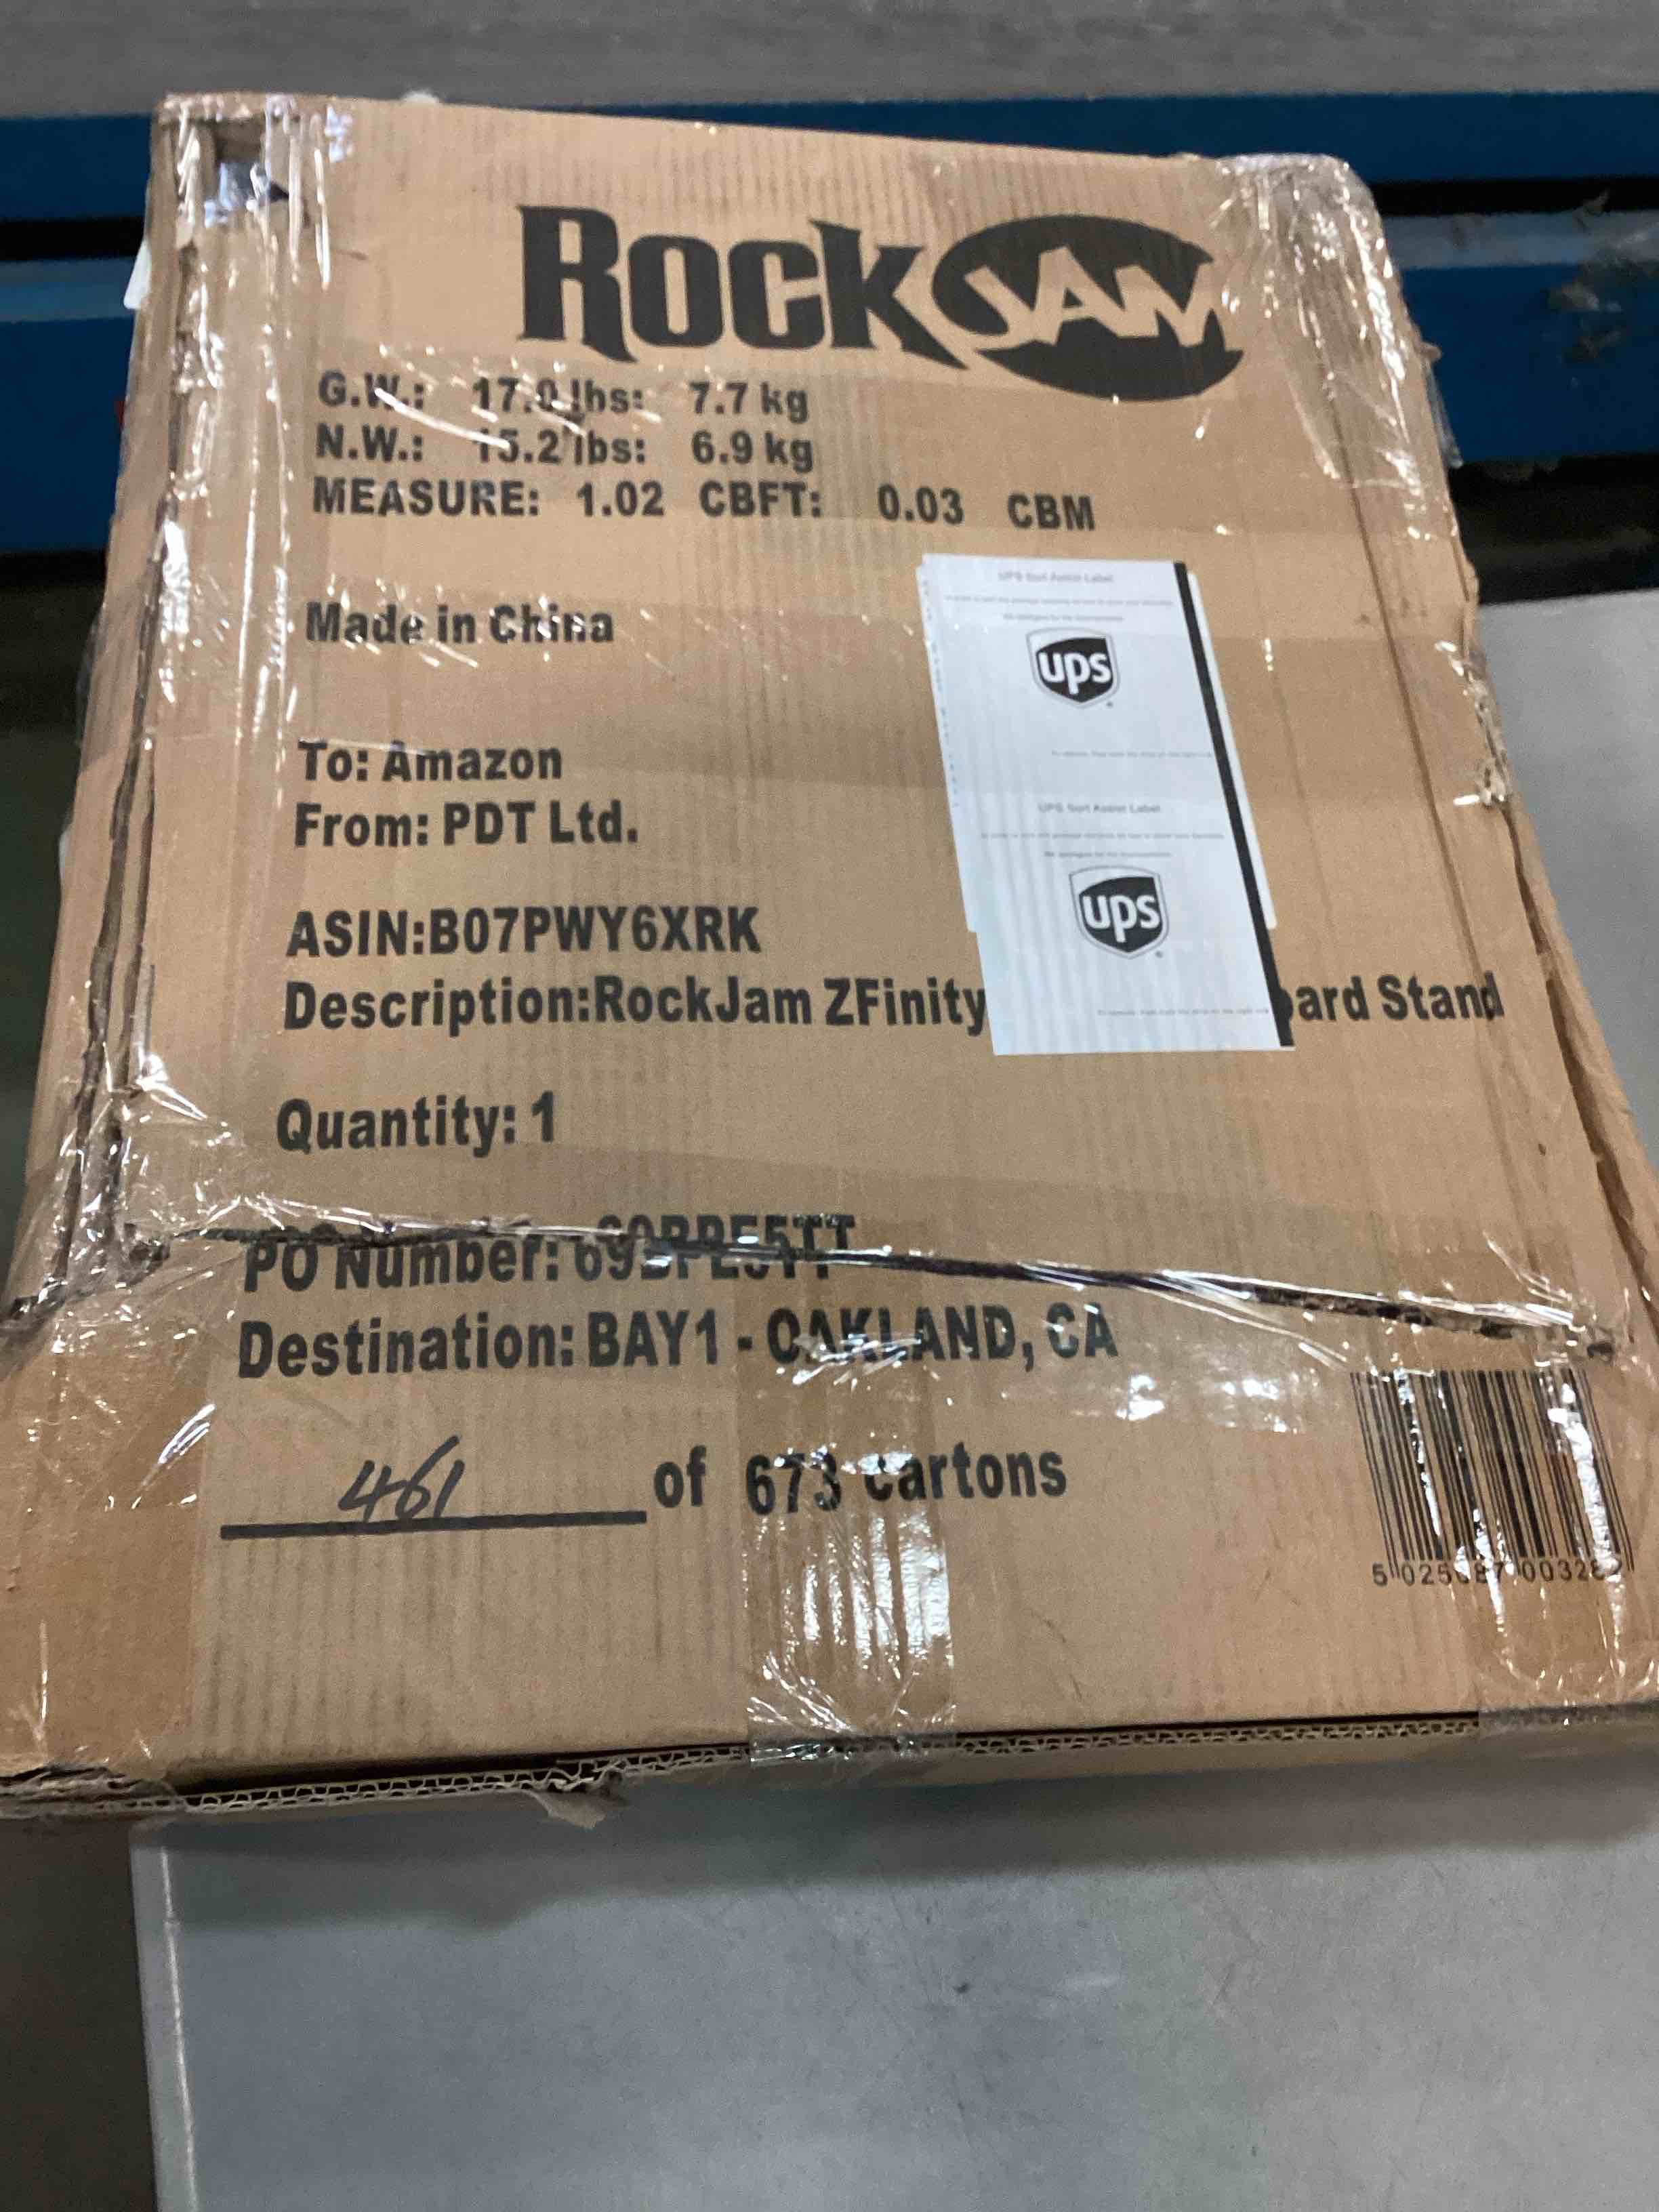 ROCKJAM
G.W.: 17.0 lbs: 7.7 kg
N.W.: 15.2 lbs: 6.9 kg
MEASURE: 1.02 CBFT: 0.03 CBM
Made in China
UPS Sort Assist Label
ups
To: Amazon
From: PDT Ltd.
UPS Sort Assist Label
ups
ASIN:B07PWY6XRK
Description:RockJam ZFinity ard Stand
Quantity: 1
PO Number: 69BPE5TT
Destination: BAY1 - OAKLAND, CA
461 of 673 cartons